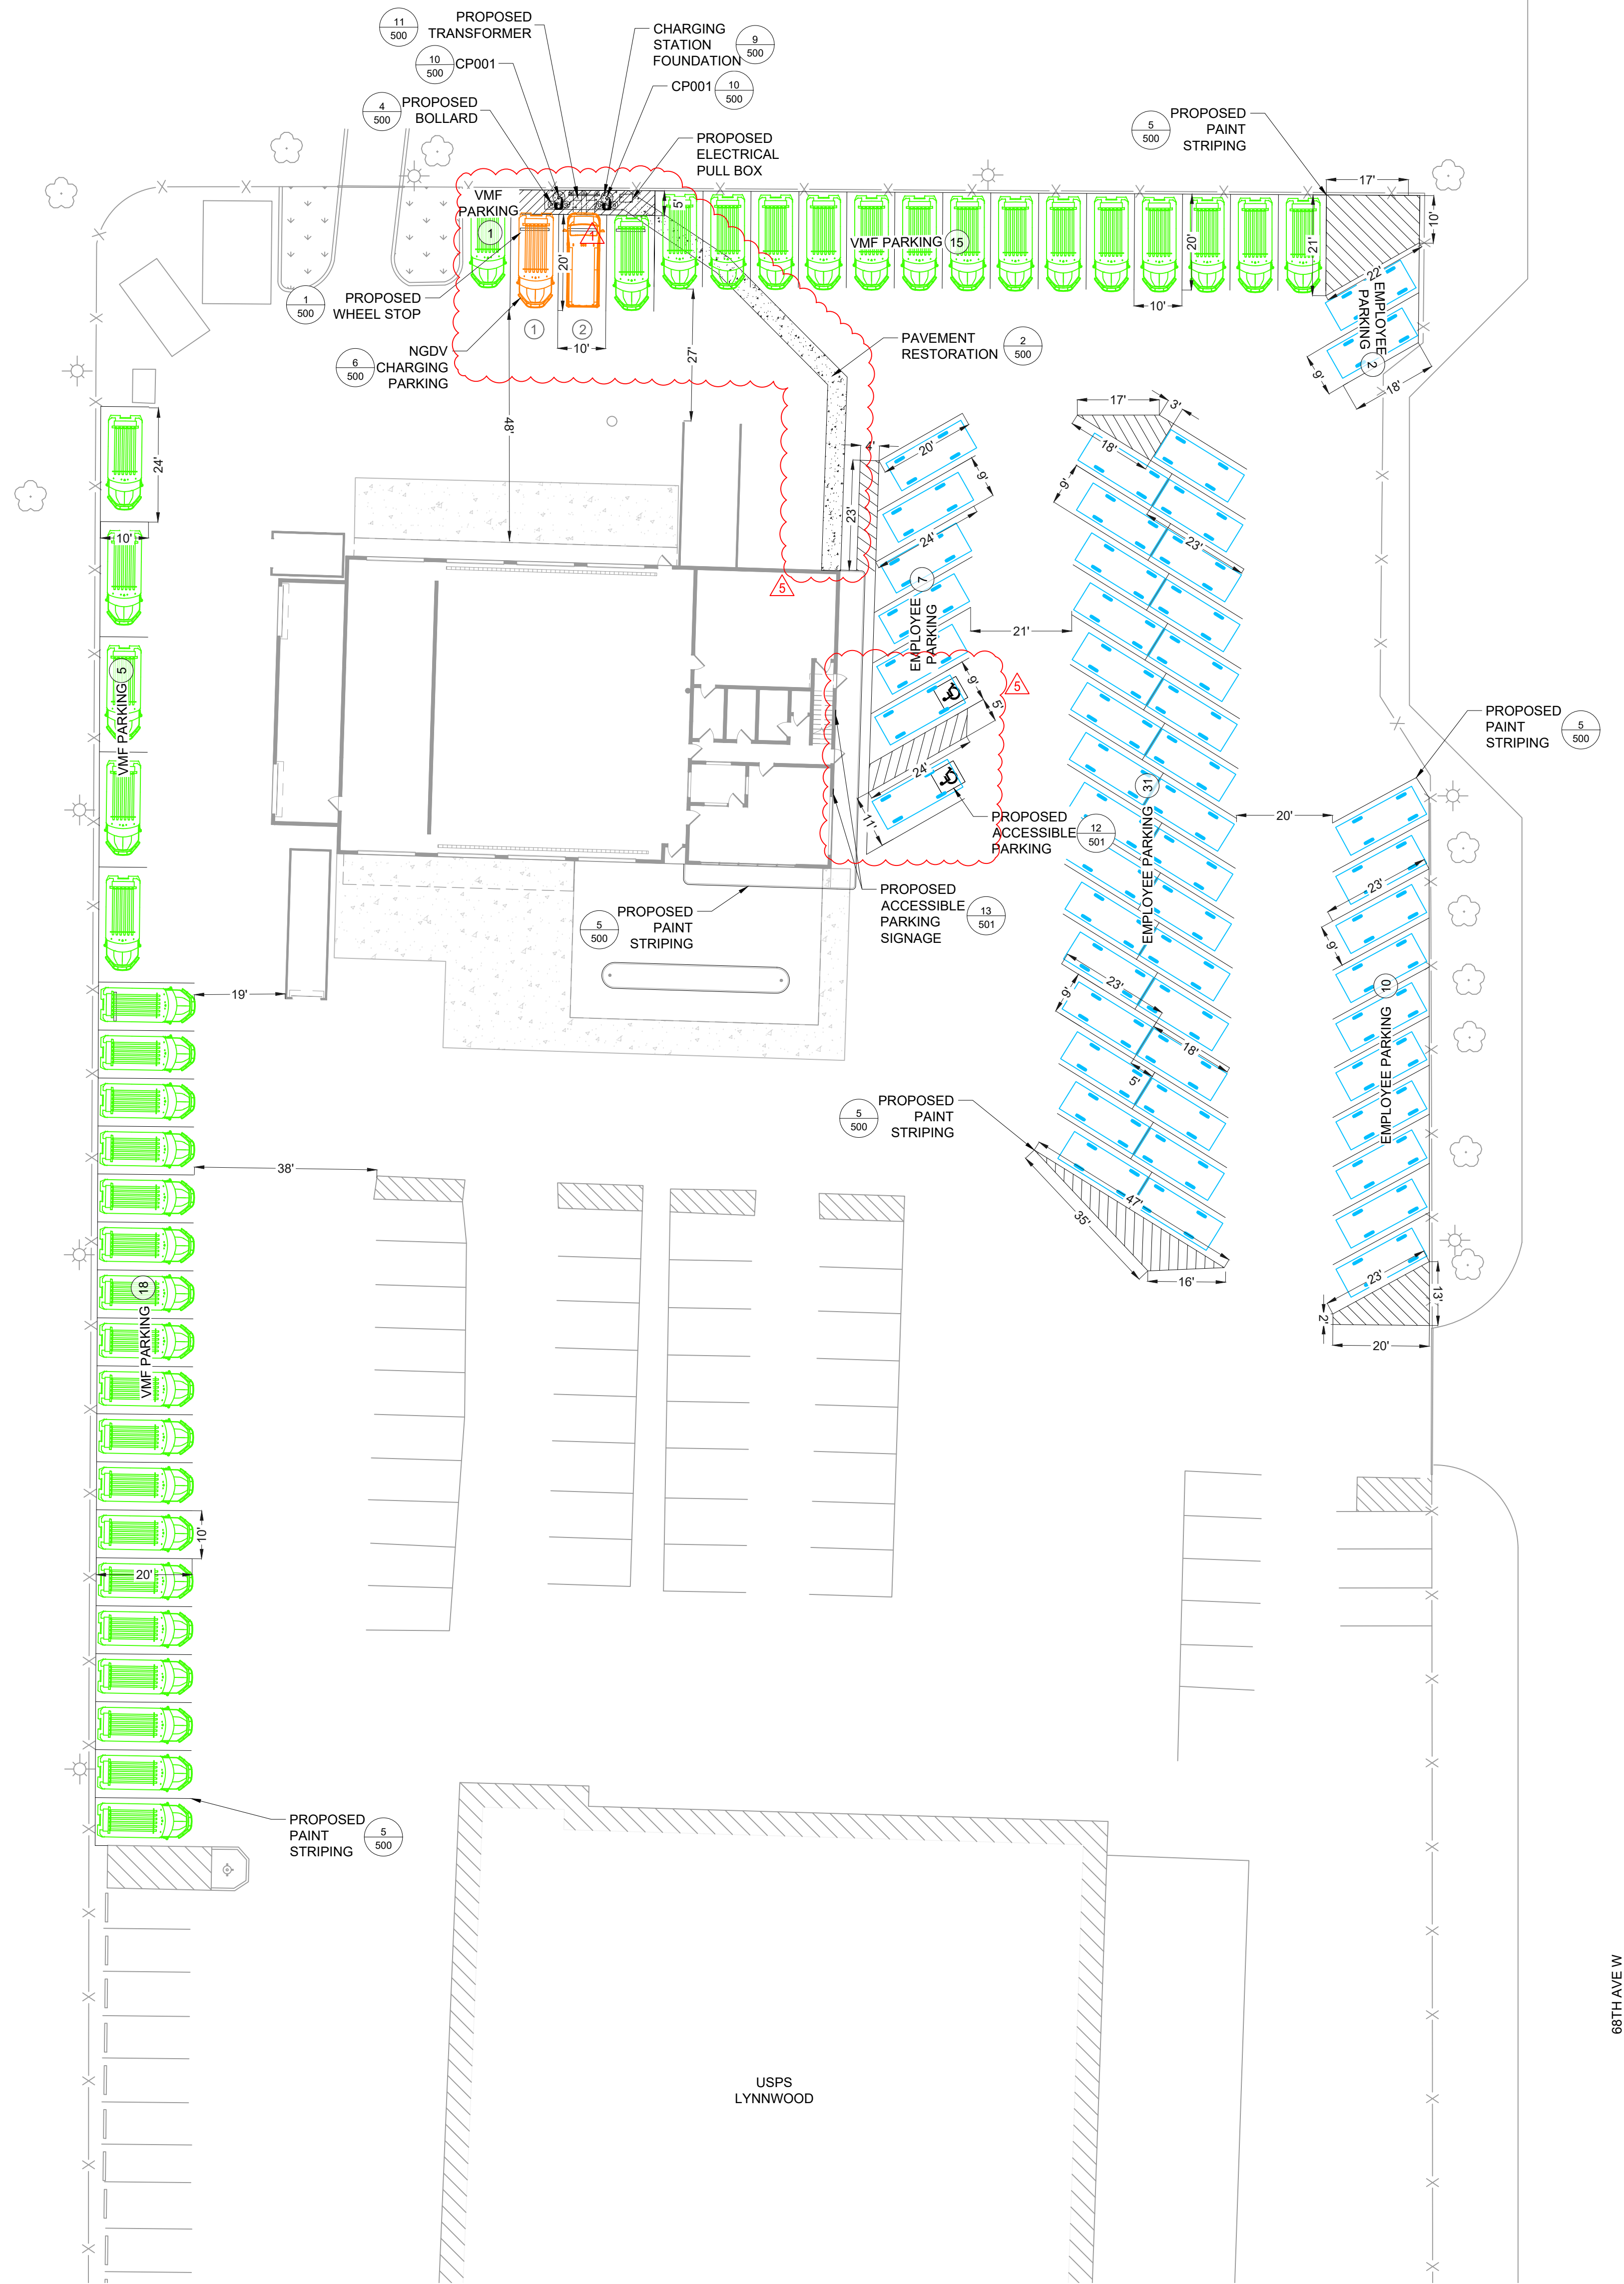 11
500
PROPOSED
TRANSFORMER
CHARGING
STATION
FOUNDATION
9
500
10
500
CP001
CP001
10
500
4
500
PROPOSED
BOLLARD
PROPOSED
ELECTRICAL
PULL BOX
5
500
PROPOSED
PAINT
STRIPING
17'
10'
VMF
PARKING
1
1
5'
20'
VMF PARKING
15
20'
21'
22'
10'
EMPLOYEE
PARKING
2
9'
18'
1
500
PROPOSED
WHEEL STOP
1
2
10'
6
500
NGDV
CHARGING
PARKING
27'
PAVEMENT
RESTORATION
2
500
48'
24'
10'
VMF PARKING
5
4'
20'
9'
23'
24'
EMPLOYEE
PARKING
7
5
21'
17'
3'
18'
9'
23'
9'
5'
5
24'
11'
PROPOSED
ACCESSIBLE
PARKING
12
501
PROPOSED
ACCESSIBLE
PARKING
SIGNAGE
13
501
5
500
PROPOSED
PAINT
STRIPING
EMPLOYEE PARKING
31
20'
PROPOSED
PAINT
STRIPING
5
500
23'
9'
EMPLOYEE PARKING
10
19'
23'
9'
18'
5'
5
500
PROPOSED
PAINT
STRIPING
47'
35'
16'
23'
13'
2'
20'
38'
VMF PARKING
18
10'
20'
PROPOSED
PAINT
STRIPING
5
500
USPS
LYNNWOOD
68TH AVE W